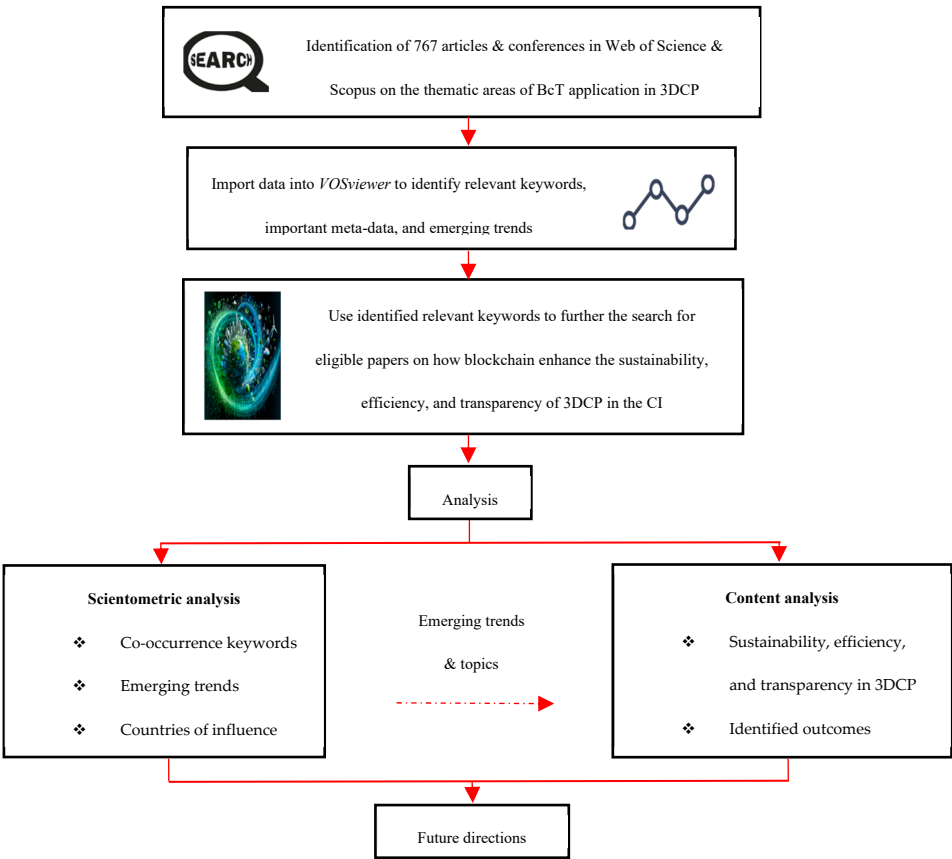 SEARCH
Identification of 767 articles & conferences in Web of Science &
Scopus on the thematic areas of BcT application in 3DCP
Import data into VOSviewer to identify relevant keywords,
important meta-data, and emerging trends
Use identified relevant keywords to further the search for
eligible papers on how blockchain enhance the sustainability,
efficiency, and transparency of 3DCP in the CI
Analysis
Scientometric analysis
❖ Co-occurrence keywords
❖ Emerging trends
❖ Countries of influence
Emerging trends
& topics
Content analysis
❖ Sustainability, efficiency,
and transparency in 3DCP
❖ Identified outcomes
Future directions